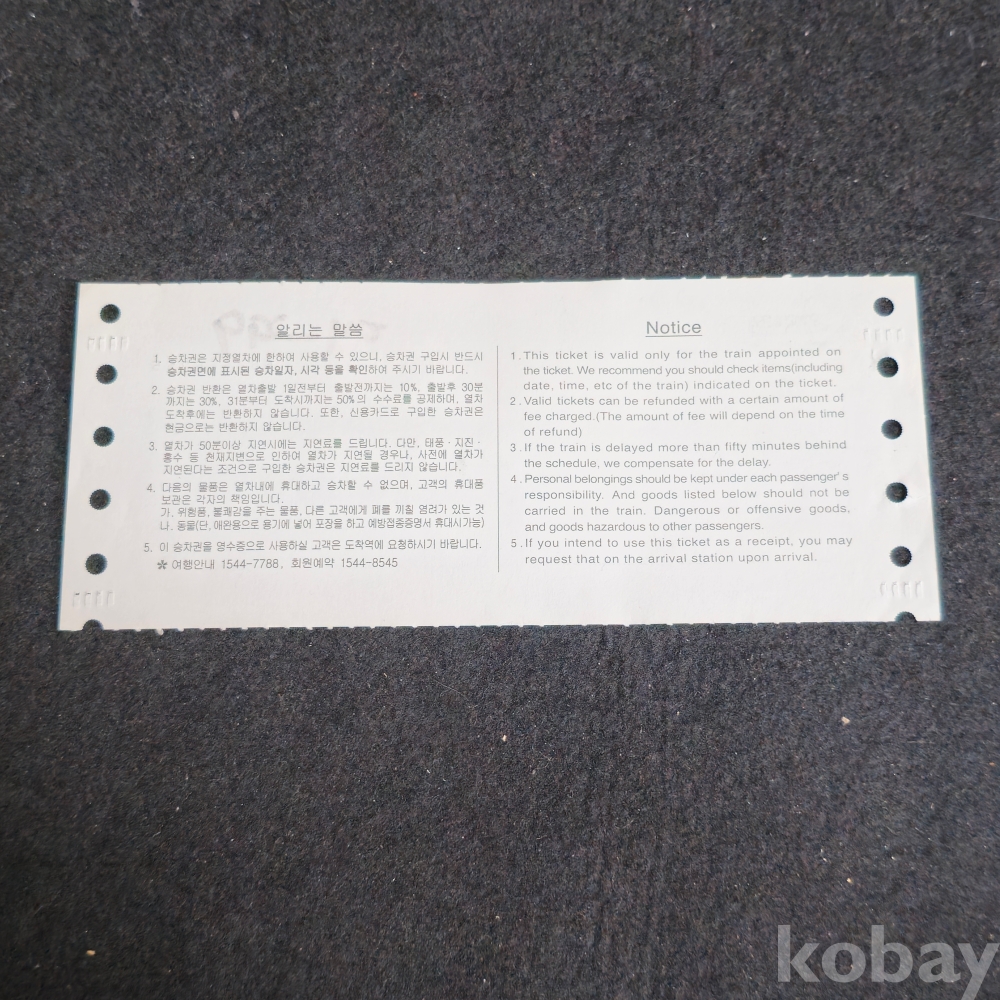 알리는 말씀
1. 승차권은 지정열차에 한하여 사용할 수 있으니, 승차권 구입시 반드시
승차권면에 표시된 승차일자, 시각 등을 확인하여 주시기 바랍니다.
2. 승차권 반환은 열차출발 1일전부터 출발전까지는 10%, 출발후 30분
까지는 30%, 31분부터 도착시까지는 50%의 수수료를 공제하여, 열차
도착후에는 반환하지 않습니다. 또한, 신용카드로 구입한 승차권은
현금으로는 반환하지 않습니다.
3. 열차가 50분이상 지연시에는 지연료를 드립니다. 다만, 태풍·지진·
홍수 등 천재지변으로 인하여 열차가 지연될 경우나, 사전에 열차가
지연된다는 조건으로 구입한 승차권은 지연료를 드리지 않습니다.
4. 다음의 물품은 열차내에 휴대하고 승차할 수 없으며, 고객의 휴대품
보관은 각자의 책임입니다.
가. 위험품, 불쾌감을 주는 물품, 다른 고객에게 폐를 끼칠 염려가 있는 것
나. 동물(단, 애완용으로 용기에 넣어 포장을 하고 예방접종증명서 휴대시가능)
5. 이 승차권을 영수증으로 사용하실 고객은 도착역에 요청하시기 바랍니다.
* 여행안내 1544-7788, 회원예약 1544-8545
Notice
1. This ticket is valid only for the train appointed on
the ticket. We recommend you should check items(including
date, time, etc of the train) indicated on the ticket.
2. Valid tickets can be refunded with a certain amount of
fee charged.(The amount of fee will depend on the time
of refund)
3. If the train is delayed more than fifty minutes behind
the schedule, we compensate for the delay.
4. Personal belongings should be kept under each passenger's
responsibility. And goods listed below should not be
carried in the train. Dangerous or offensive goods,
and goods hazardous to other passengers.
5. If you intend to use this ticket as a receipt, you may
request that on the arrival station upon arrival.
kobay